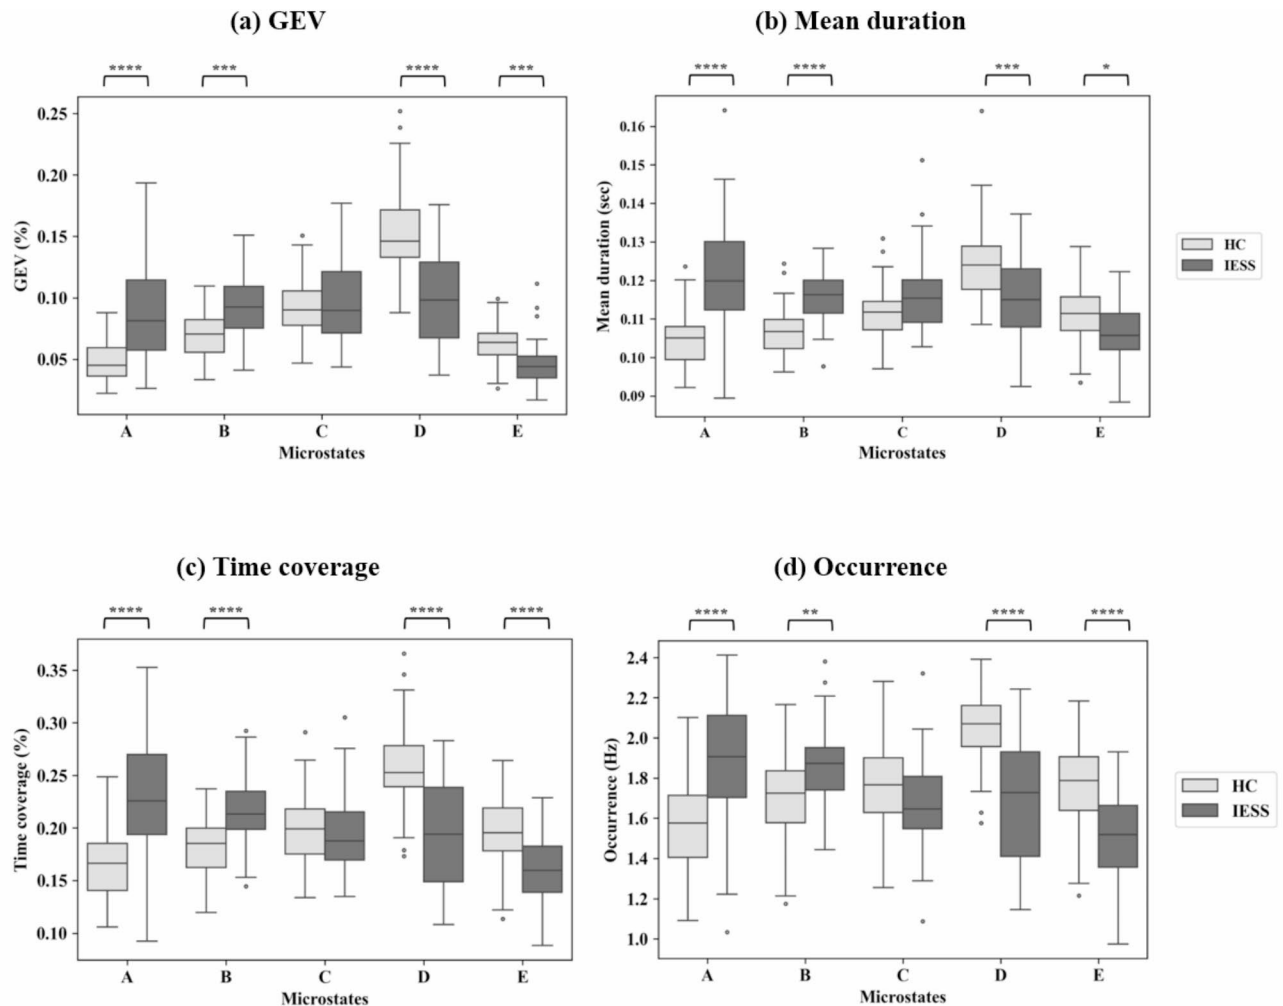 (a) GEV
(b) Mean duration
**** *** **** ***
**** **** *** *
0.25
0.20
0.15
0.10
0.05
GEV (%)
A B C D E
Microstates
0.16
0.15
0.14
0.13
0.12
0.11
0.10
0.09
Mean duration (sec)
A B C D E
Microstates
HC
IESS
(c) Time coverage
(d) Occurrence
**** **** **** ****
**** ** **** ****
0.35
0.30
0.25
0.20
0.15
0.10
Time coverage (%)
A B C D E
Microstates
2.4
2.2
2.0
1.8
1.6
1.4
1.2
1.0
Occurrence (Hz)
A B C D E
Microstates
HC
IESS